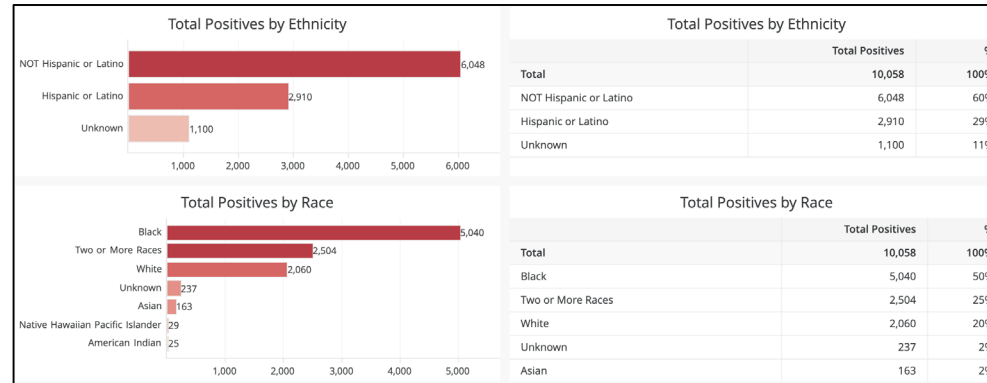 Total Positives by Ethnicity
NOT Hispanic or Latino 6,048
Hispanic or Latino 2,910
Unknown 1,100
1,000 2,000 3,000 4,000 5,000 6,000
Total Positives by Ethnicity
Total Positives
Total 10,058 100%
NOT Hispanic or Latino 6,048 60%
Hispanic or Latino 2,910 29%
Unknown 1,100 11%
Total Positives by Race
Black 5,040
Two or More Races 2,504
White 2,060
Unknown 237
Asian 163
Native Hawaiian Pacific Islander 29
American Indian 25
1,000 2,000 3,000 4,000 5,000
Total Positives by Race
Total Positives
Total 10,058 100%
Black 5,040 50%
Two or More Races 2,504 25%
White 2,060 20%
Unknown 237 2%
Asian 163 2%